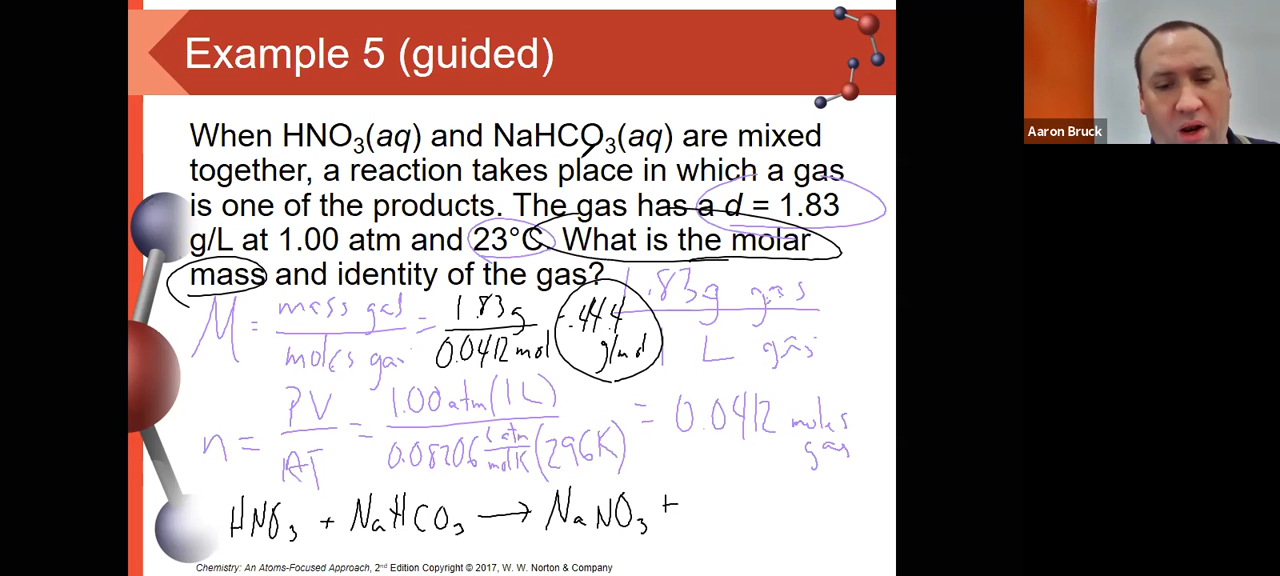 Example 5 (guided)
Aaron Bruck
When HNO₃(aq) and NaHCO₃(aq) are mixed
together, a reaction takes place in which a gas
is one of the products. The gas has a d = 1.83
g/L at 1.00 atm and 23°C. What is the molar
mass and identity of the gas?
M = mass gas / moles gas = 1.83g / 0.0412 mol = 44.4 g/mol
1.83g gas / 1 L gas
n = PV / RT = 1.00 atm (1 L) / 0.08206 L atm / mol K (296K) = 0.0412 moles gas
HNO₃ + NaHCO₃ → NaNO₃ +
Chemistry: An Atoms-Focused Approach, 2nd Edition Copyright © 2017, W. W. Norton & Company